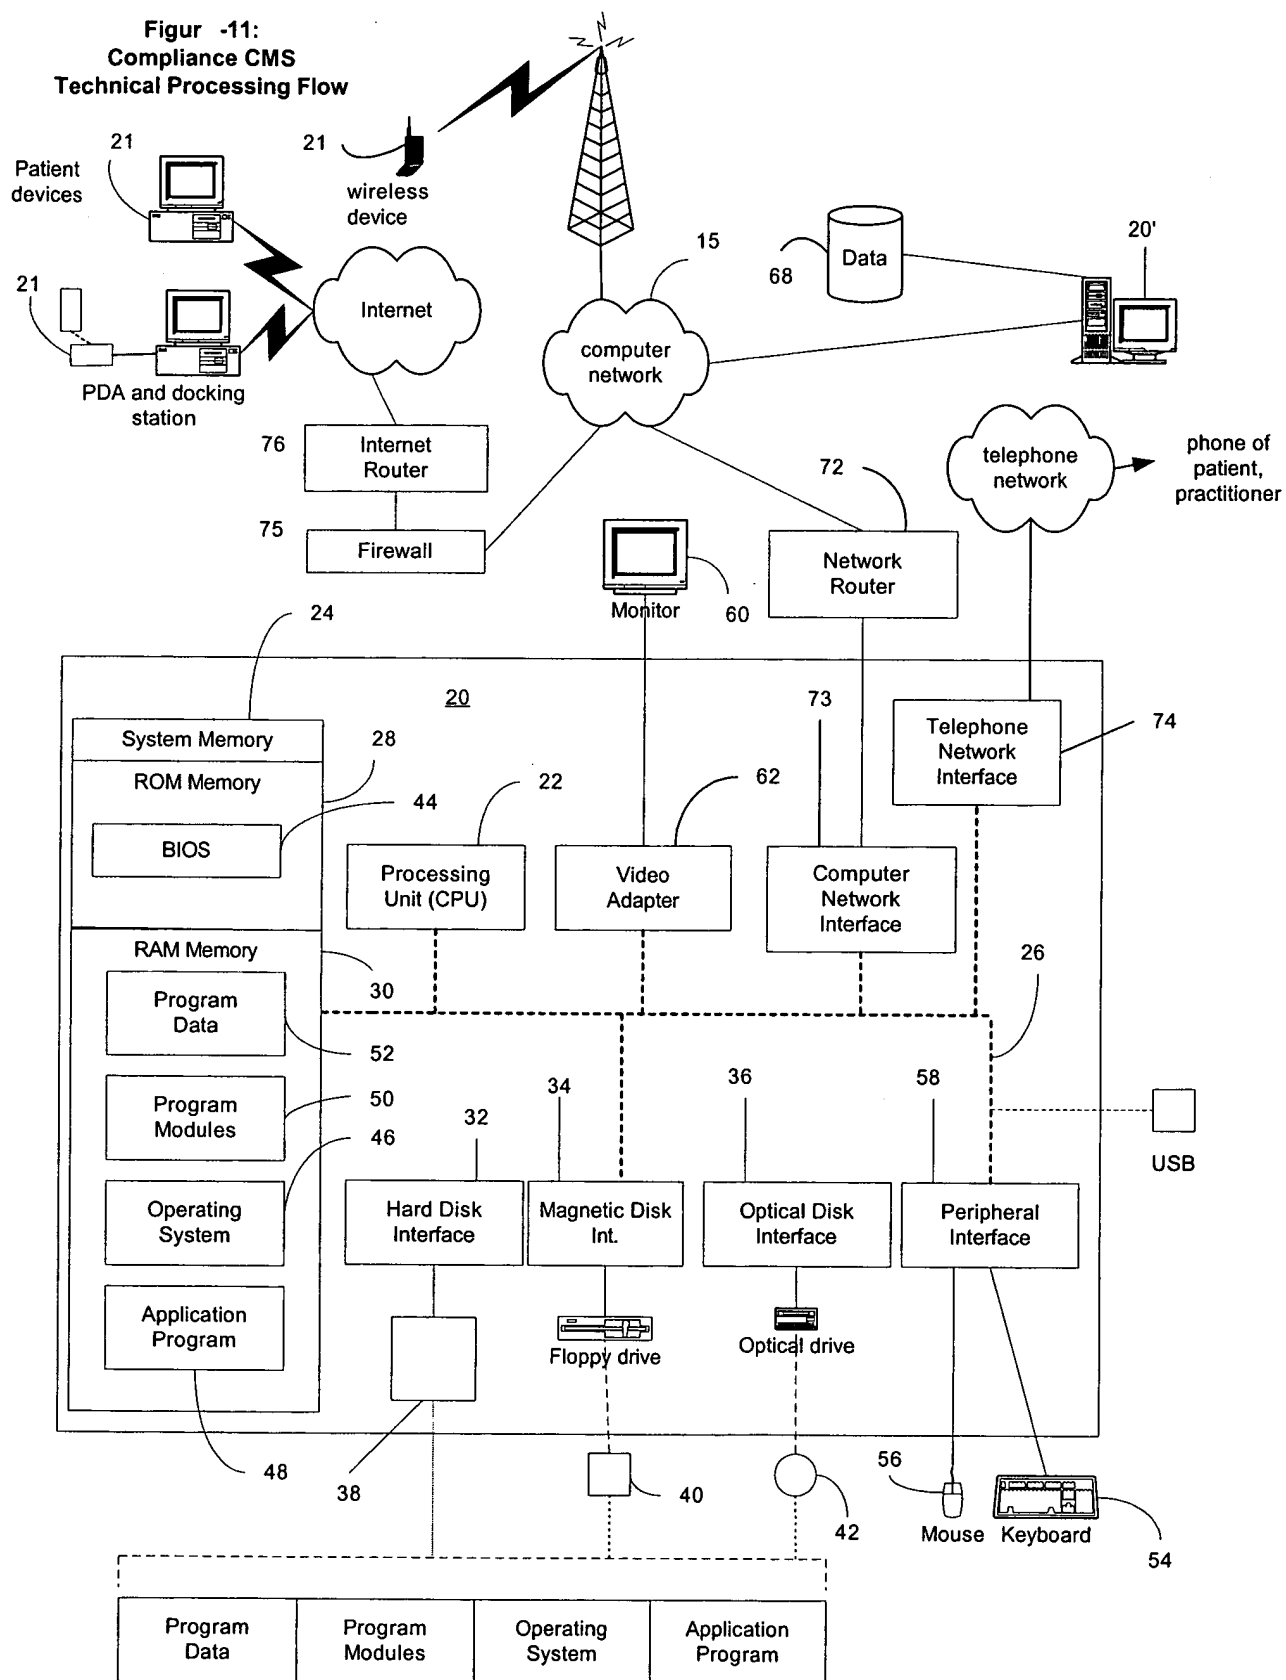 Figur -11:
Compliance CMS
Technical Processing Flow
21
Patient
devices
21
wireless
device
15
68
Data
20'
21
Internet
computer
network
PDA and docking
station
76
Internet
Router
72
telephone
network
phone of
patient,
practitioner
75
Firewall
Network
Router
Monitor
60
24
20
73
Telephone
Network
Interface
74
System Memory
28
ROM Memory
44
BIOS
22
62
Processing
Unit (CPU)
Video
Adapter
Computer
Network
Interface
RAM Memory
30
26
Program
Data
52
34
36
58
Program
Modules
50
32
46
USB
Operating
System
Hard Disk
Interface
Magnetic Disk
Int.
Optical Disk
Interface
Peripheral
Interface
Application
Program
Floppy drive
Optical drive
48
38
40
42
56
Mouse
Keyboard
54
Program
Data
Program
Modules
Operating
System
Application
Program